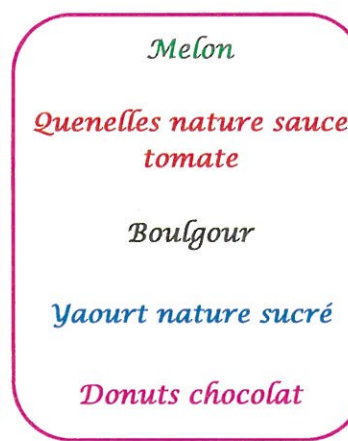 Melon
Quenelles nature sauce
tomate
Boulgour
Yaourt nature sucré
Donuts chocolat